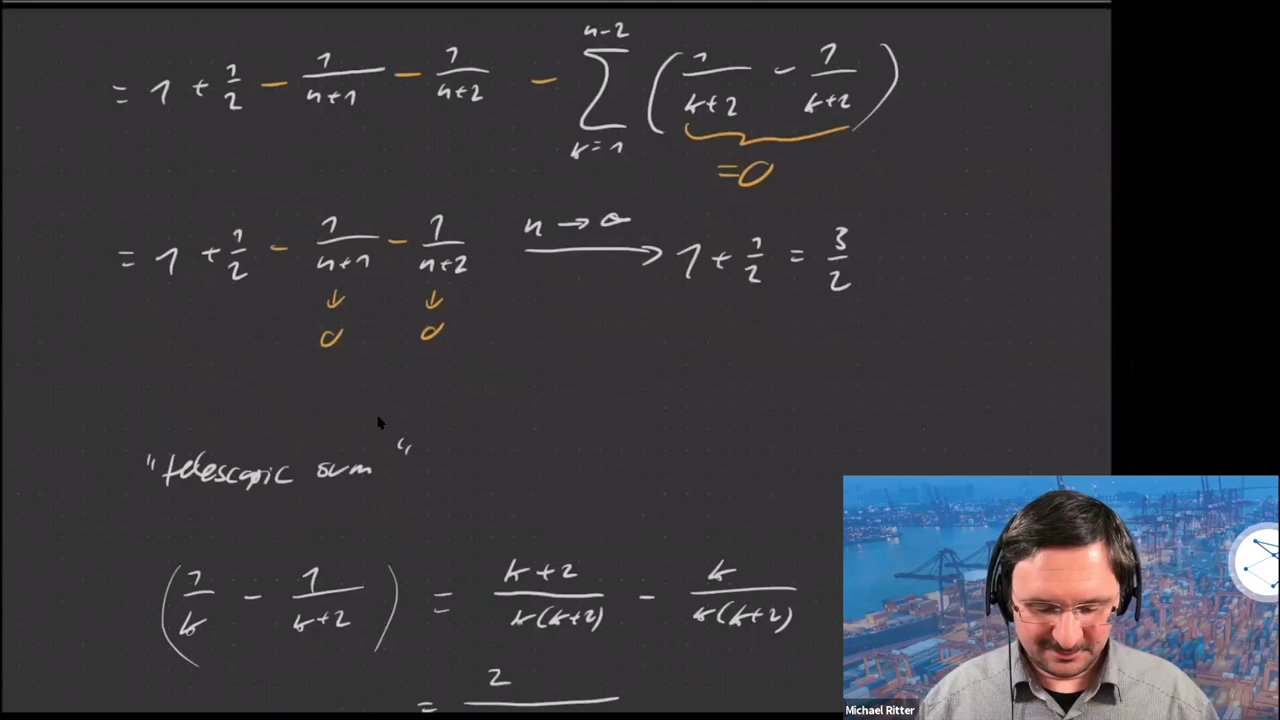 = 1 + 1/2 - 1/(n+1) - 1/(n+2) - ∑_{k=1}^{n-2} ( 1/(k+2) - 1/(k+2) )
=0
= 1 + 1/2 - 1/(n+1) - 1/(n+2) n→∞ ⟶ 1 + 1/2 = 3/2
↓ ↓
0 0
"telescopic sum"
( 1/k - 1/(k+2) ) = (k+2)/(k(k+2)) - k/(k(k+2))
= 2
Michael Ritter